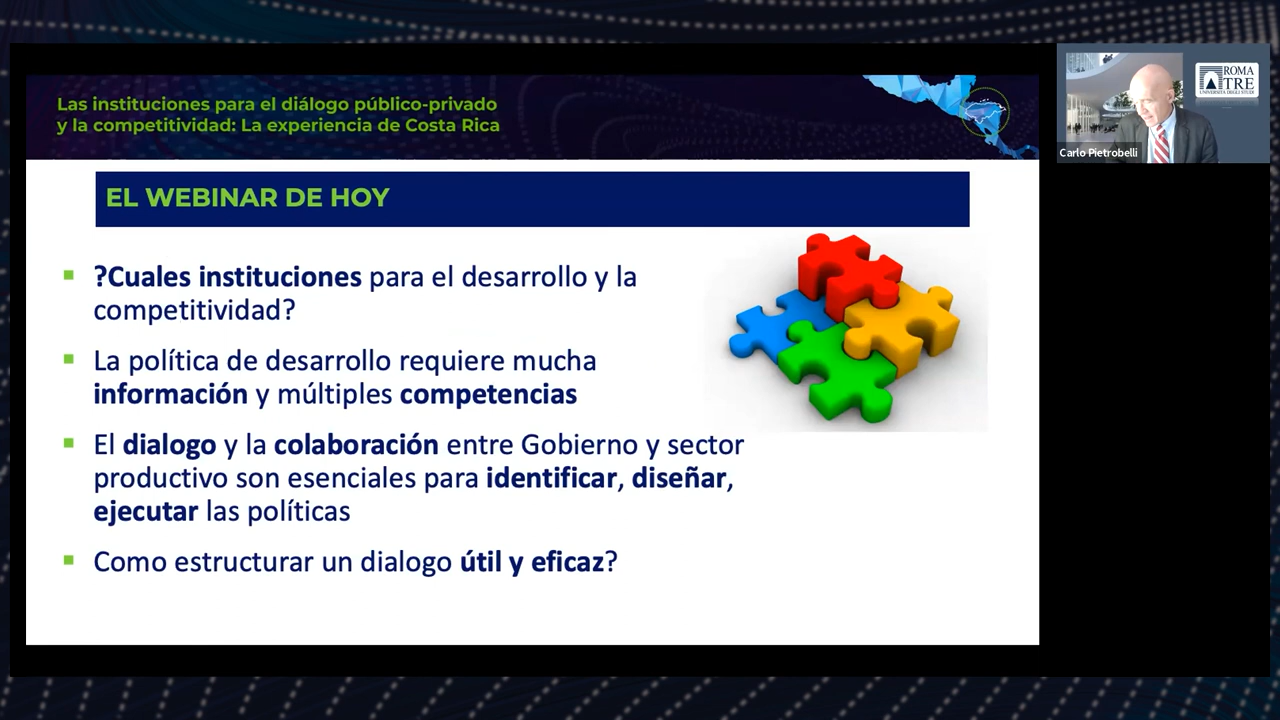 Las instituciones para el diálogo público-privado
y la competitividad: La experiencia de Costa Rica
EL WEBINAR DE HOY
?Cuales instituciones para el desarrollo y la
competitividad?
La política de desarrollo requiere mucha
información y múltiples competencias
El dialogo y la colaboración entre Gobierno y sector
productivo son esenciales para identificar, diseñar,
ejecutar las políticas
Como estructurar un dialogo útil y eficaz?
ROMA
TRE
UNIVERSITÀ DEGLI STUDI
Carlo Pietrobelli